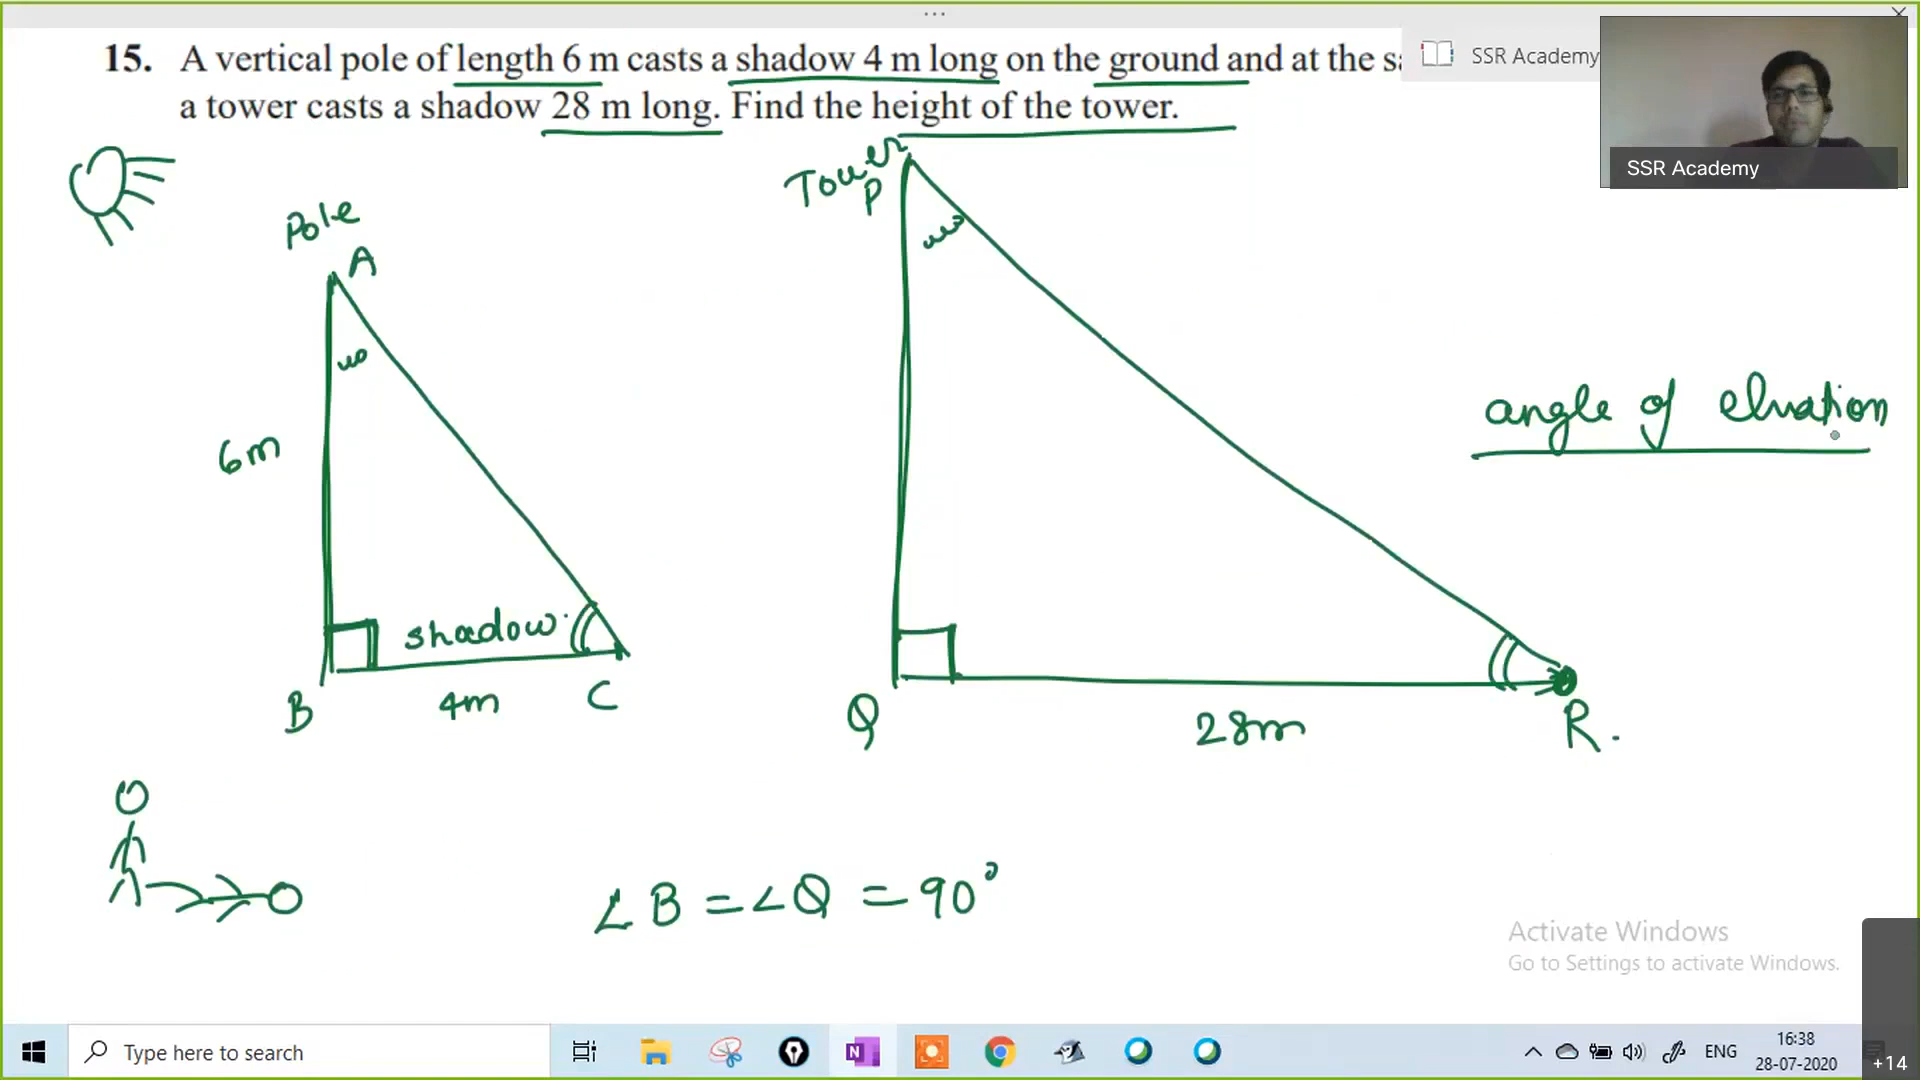 15. A vertical pole of length 6 m casts a shadow 4 m long on the ground and at the sa
SSR Academy
a tower casts a shadow 28 m long. Find the height of the tower.
SSR Academy
Tower
P
Pole
A
angle of elvation
6m
shadow
B
4m
C
Q
28m
R.
∠B = ∠Q = 90°
Activate Windows
Go to Settings to activate Windows.
Type here to search
ENG
16:38
28-07-2020
+14